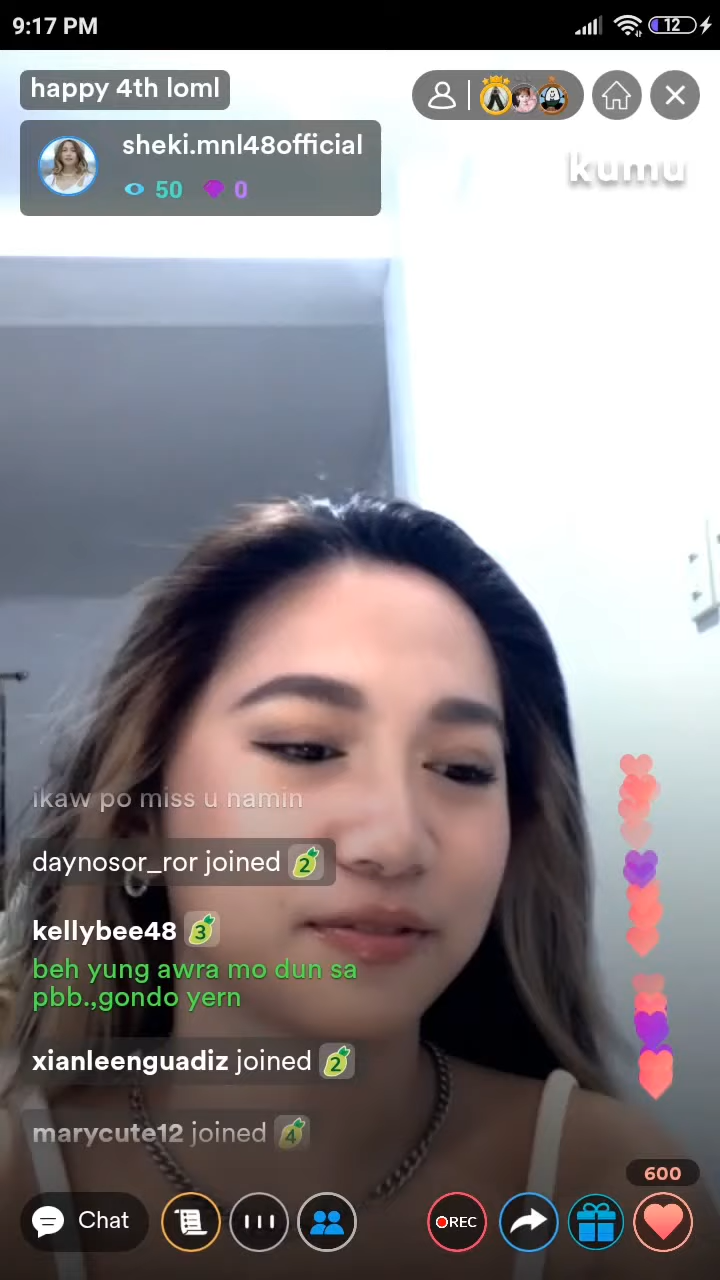 9:17 PM
12
happy 4th loml
sheki.mnl48official
50 0
kumu
ikaw po miss u namin
daynosor_ror joined 2
kellybee48 3
beh yung awra mo dun sa
pbb.,gondo yern
xianleenguadiz joined 2
marycute12 joined 4
600
Chat
REC